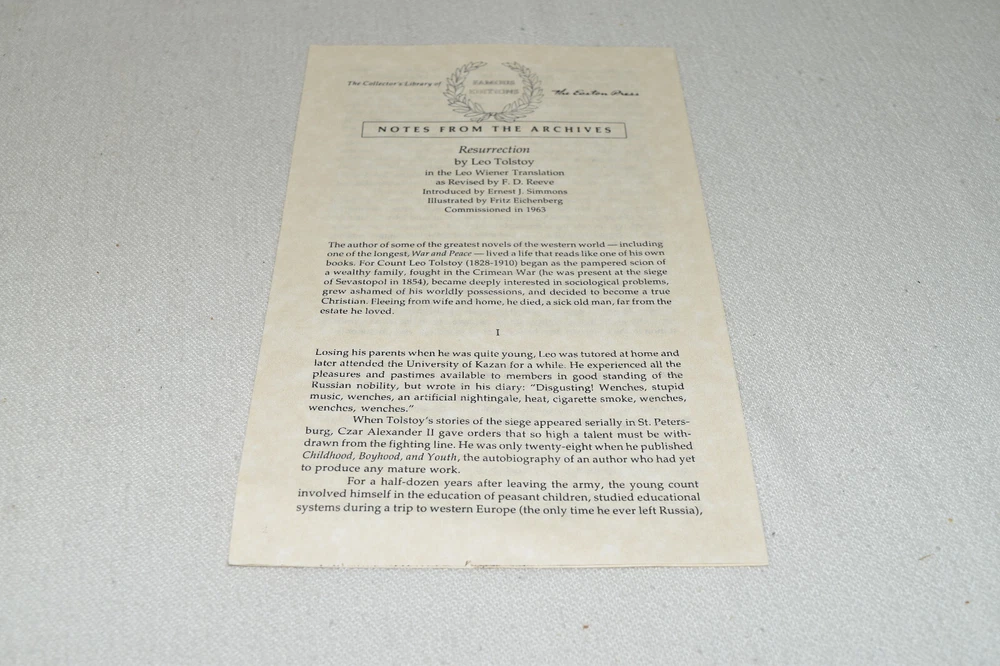 The Collector's Library of
FAMOUS
EDITIONS
The Easton Press
NOTES FROM THE ARCHIVES
Resurrection
by Leo Tolstoy
in the Leo Wiener Translation
as Revised by F. D. Reeve
Introduced by Ernest J. Simmons
Illustrated by Fritz Eichenberg
Commissioned in 1963
The author of some of the greatest novels of the western world — including
one of the longest, War and Peace — lived a life that reads like one of his own
books. For Count Leo Tolstoy (1828-1910) began as the pampered scion of
a wealthy family, fought in the Crimean War (he was present at the siege
of Sevastopol in 1854), became deeply interested in sociological problems,
grew ashamed of his worldly possessions, and decided to become a true
Christian. Fleeing from wife and home, he died, a sick old man, far from the
estate he loved.
I
Losing his parents when he was quite young, Leo was tutored at home and
later attended the University of Kazan for a while. He experienced all the
pleasures and pastimes available to members in good standing of the
Russian nobility, but wrote in his diary: "Disgusting! Wenches, stupid
music, wenches, an artificial nightingale, heat, cigarette smoke, wenches,
wenches, wenches."
When Tolstoy's stories of the siege appeared serially in St. Peters-
burg, Czar Alexander II gave orders that so high a talent must be with-
drawn from the fighting line. He was only twenty-eight when he published
Childhood, Boyhood, and Youth, the autobiography of an author who had yet
to produce any mature work.
For a half-dozen years after leaving the army, the young count
involved himself in the education of peasant children, studied educational
systems during a trip to western Europe (the only time he ever left Russia),